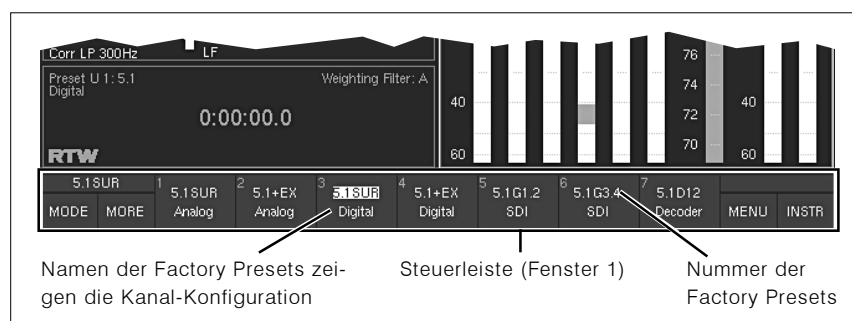 Corr LP 300Hz LF
76
Preset U 1: 5.1 Weighting Filter: A
Digital
74
40 40
0:00:00.0
72
70
RTW
60 60
5.1SUR
1 5.1SUR 2 5.1+EX 3 5.1SUR 4 5.1+EX 5 5.1G1.2 6 5.1G3.4 7 5.1D12
MODE MORE Analog Analog Digital Digital SDI SDI Decoder MENU INSTR
Namen der Factory Presets zei-
gen die Kanal-Konfiguration
Steuerleiste (Fenster 1)
Nummer der
Factory Presets